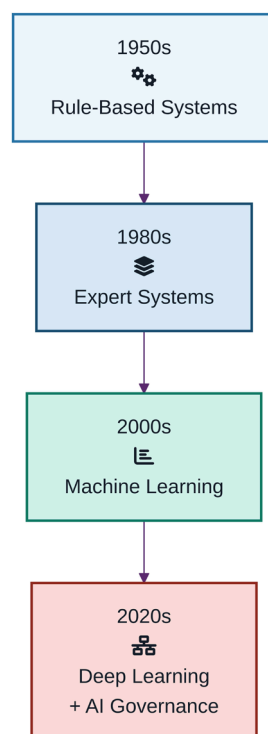 1950s
Rule-Based Systems
1980s
Expert Systems
2000s
Machine Learning
2020s
Deep Learning
+ AI Governance